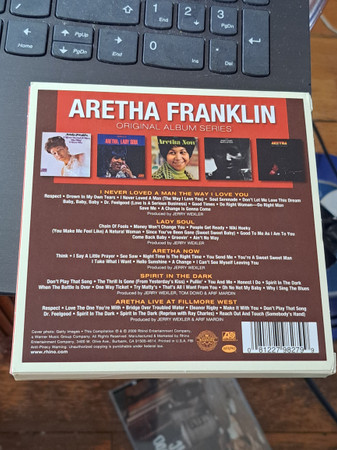 PgUp
Home
PgDn
End
0
Ins
1
2
3
ARETHA FRANKLIN
ORIGINAL ALBUM SERIES
Aretha Now
I NEVER LOVED A MAN THE WAY I LOVE YOU
Respect • Drown In My Own Tears • I Never Loved A Man (The Way I Love You) • Soul Serenade • Don't Let Me Lose This Dream
Baby, Baby, Baby • Dr. Feelgood (Love Is A Serious Business) • Good Times • Do Right Woman–Do Right Man
Save Me • A Change Is Gonna Come
Produced by JERRY WEXLER
LADY SOUL
Chain Of Fools • Money Won't Change You • People Get Ready • Niki Hoeky
(You Make Me Feel Like) A Natural Woman • Since You've Been Gone (Sweet Sweet Baby) • Good To Me As I Am To You
Come Back Baby • Groovin' • Ain't No Way
Produced by JERRY WEXLER
ARETHA NOW
Think • I Say A Little Prayer • See Saw • Night Time Is The Right Time • You Send Me • You're A Sweet Sweet Man
I Take What I Want • Hello Sunshine • A Change • I Can't See Myself Leaving You
Produced by JERRY WEXLER
SPIRIT IN THE DARK
Don't Play That Song • The Thrill Is Gone (From Yesterday's Kiss) • Pullin' • You And Me • Honest I Do • Spirit In The Dark
When The Battle Is Over • One Way Ticket • Try Matty's • That's All I Want From You • Oh No Not My Baby • Why I Sing The Blues
Produced by JERRY WEXLER, TOM DOWD & ARIF MARDIN
ARETHA LIVE AT FILLMORE WEST
Respect • Love The One You're With • Bridge Over Troubled Water • Eleanor Rigby • Make It With You • Don't Play That Song
Dr. Feelgood • Spirit In The Dark • Spirit In The Dark (Reprise with Ray Charles) • Reach Out And Touch (Somebody's Hand)
Produced by JERRY WEXLER & ARIF MARDIN
www.rhino.com